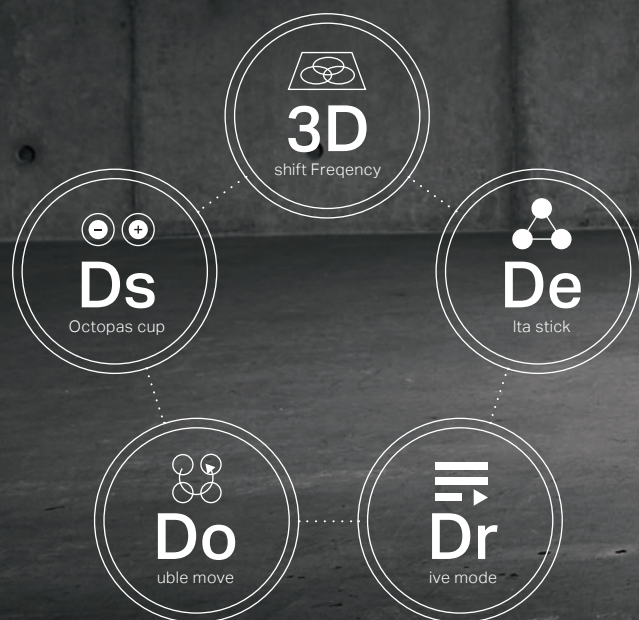 3D
shift Freqency
Ds
Octopas cup
De
lta stick
Do
uble move
Dr
ive mode